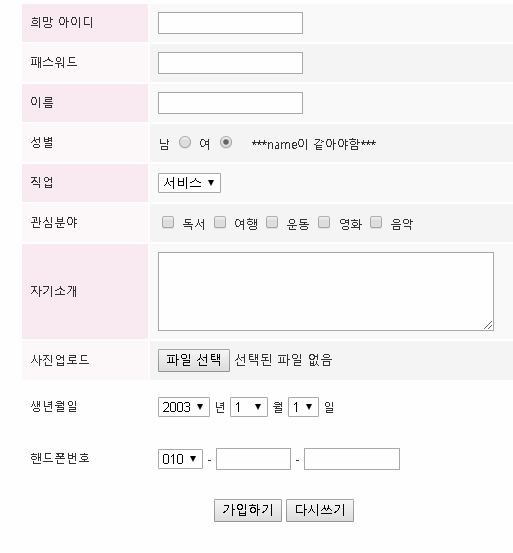 희망 아이디
패스워드
이름
성별 남 여 ***name이 같아야함***
직업 서비스
관심분야 독서 여행 운동 영화 음악
자기소개
사진업로드 파일 선택 선택된 파일 없음
생년월일 2003 년 1 월 1 일
핸드폰번호 010 - -
가입하기 다시쓰기